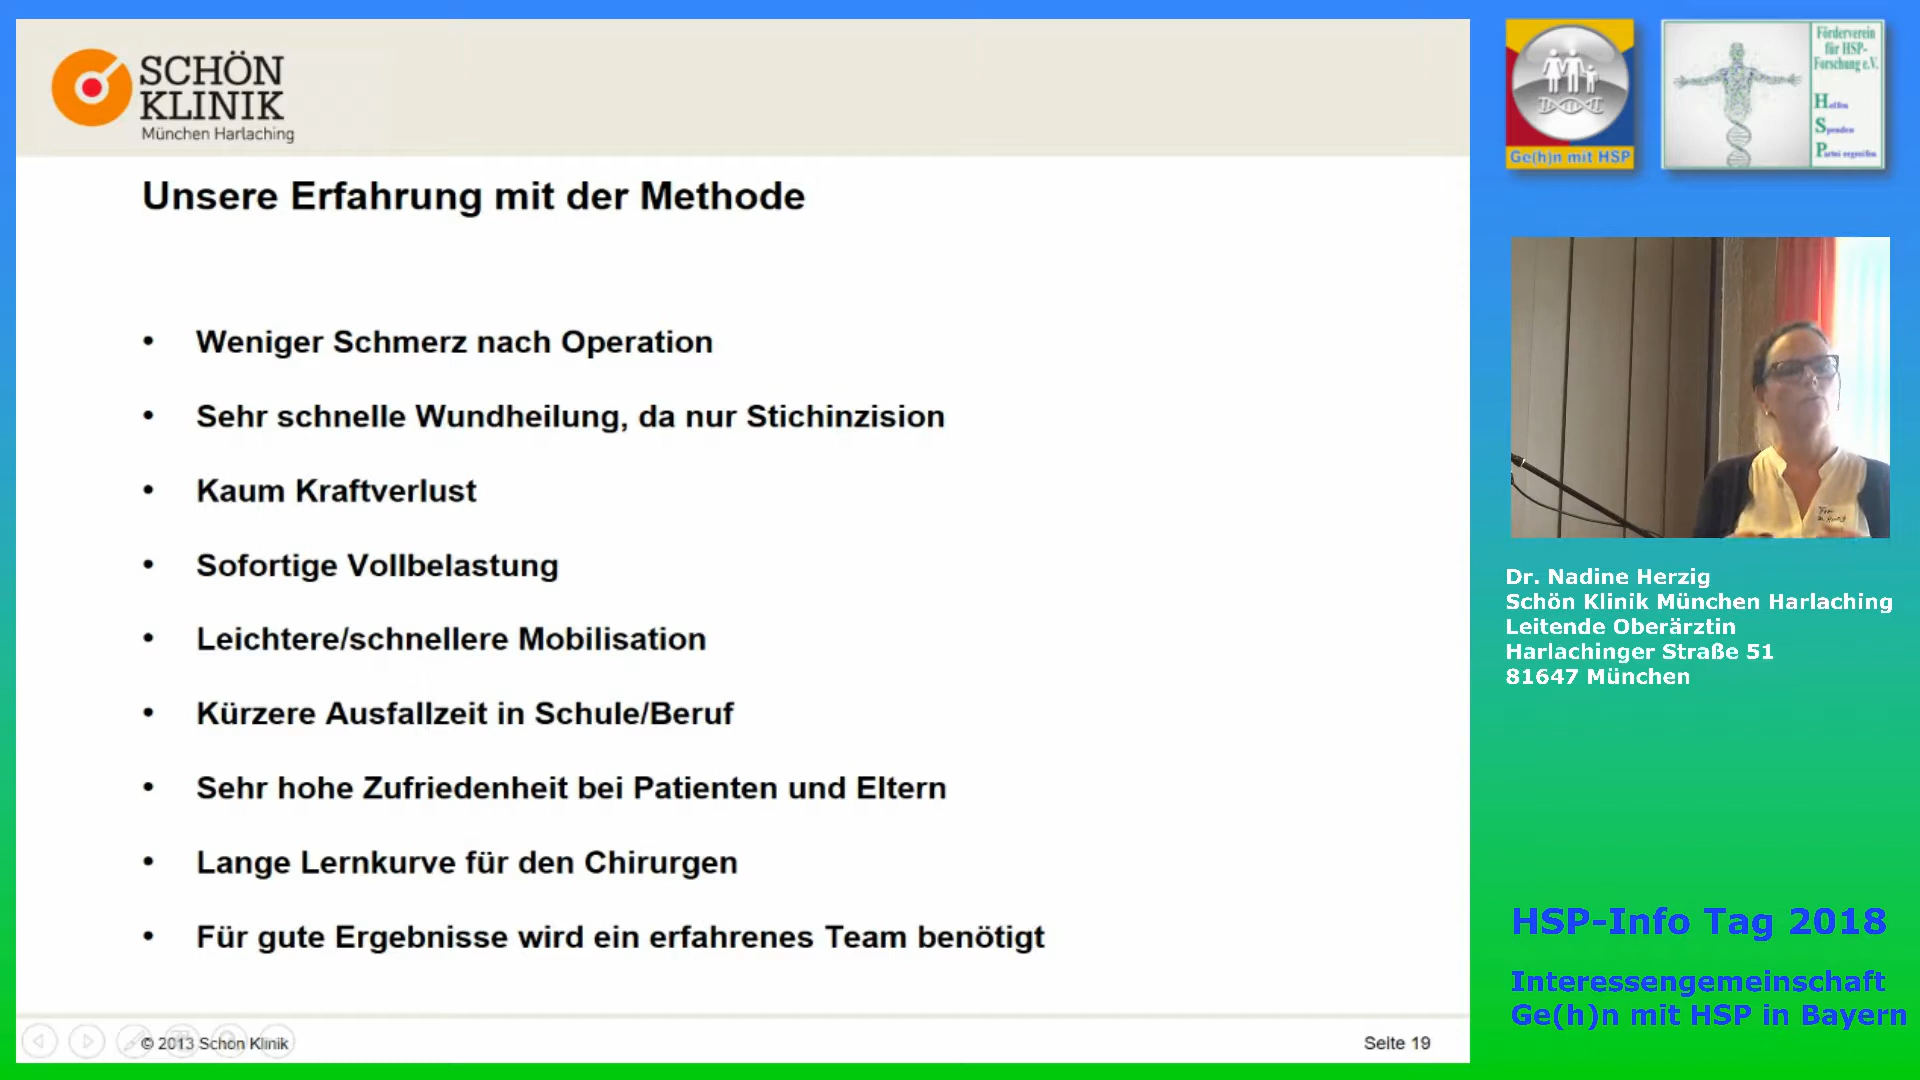 SCHÖN
KLINIK
München Harlaching
Unsere Erfahrung mit der Methode
• Weniger Schmerz nach Operation
• Sehr schnelle Wundheilung, da nur Stichinzision
• Kaum Kraftverlust
• Sofortige Vollbelastung
• Leichtere/schnellere Mobilisation
• Kürzere Ausfallzeit in Schule/Beruf
• Sehr hohe Zufriedenheit bei Patienten und Eltern
• Lange Lernkurve für den Chirurgen
• Für gute Ergebnisse wird ein erfahrenes Team benötigt
© 2013 Schön Klinik
Seite 19
Ge(h)n mit HSP
Förderverein
für HSP-
Forschung e.V.
Helfen
Spenden
Partei ergreifen
Dr. Nadine Herzig
Schön Klinik München Harlaching
Leitende Oberärztin
Harlachinger Straße 51
81647 München
HSP-Info Tag 2018
Interessengemeinschaft
Ge(h)n mit HSP in Bayern